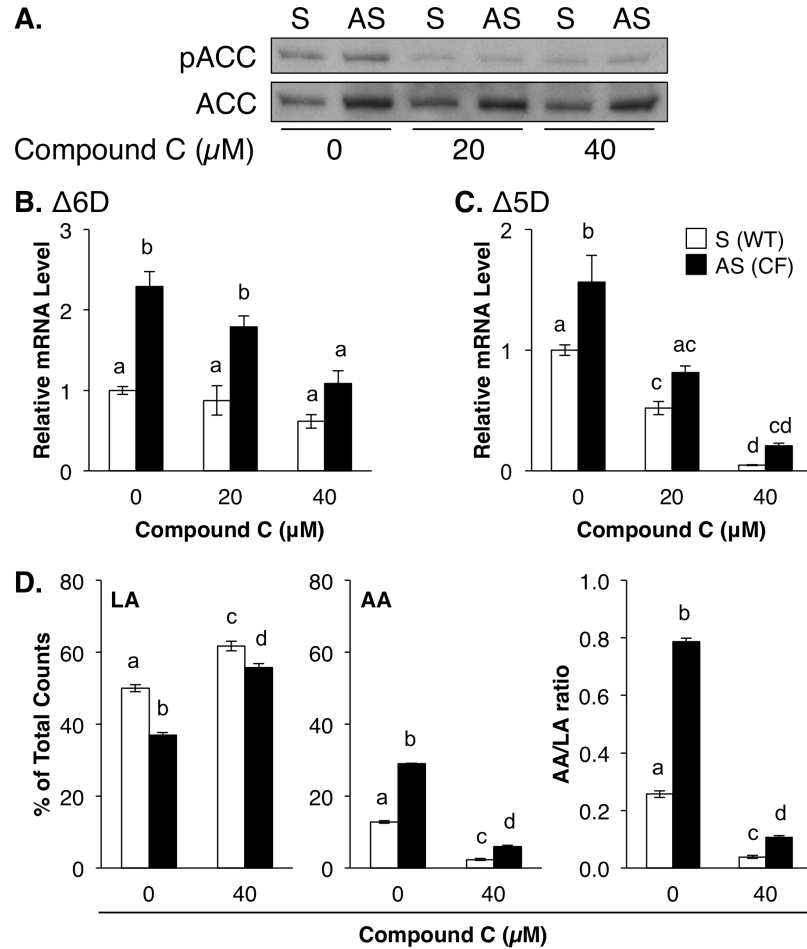 A.
S AS S AS S AS
pACC
ACC
Compound C (µM) 0 20 40
B. Δ6D
Relative mRNA Level
3
2
1
0
a b a b a a
0 20 40
Compound C (µM)
C. Δ5D
S (WT)
AS (CF)
Relative mRNA Level
2
1
0
a b c ac d cd
0 20 40
Compound C (µM)
D.
LA
% of Total Counts
80
60
40
20
0
a b c d
0 40
AA
80
60
40
20
0
a b c d
0 40
AA/LA ratio
1.0
0.8
0.6
0.4
0.2
0.0
a b c d
0 40
Compound C (µM)